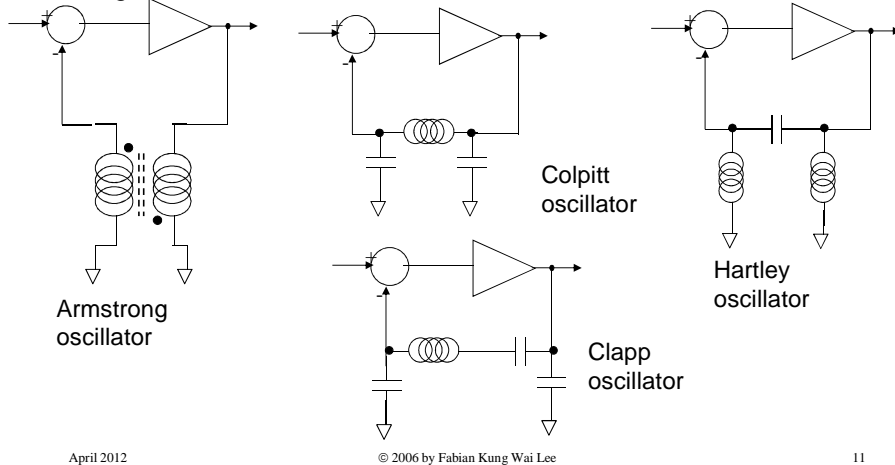 +
-
+
-
+
-
Colpitt
oscillator
Hartley
oscillator
Armstrong
oscillator
+
-
Clapp
oscillator
April 2012
© 2006 by Fabian Kung Wai Lee
11